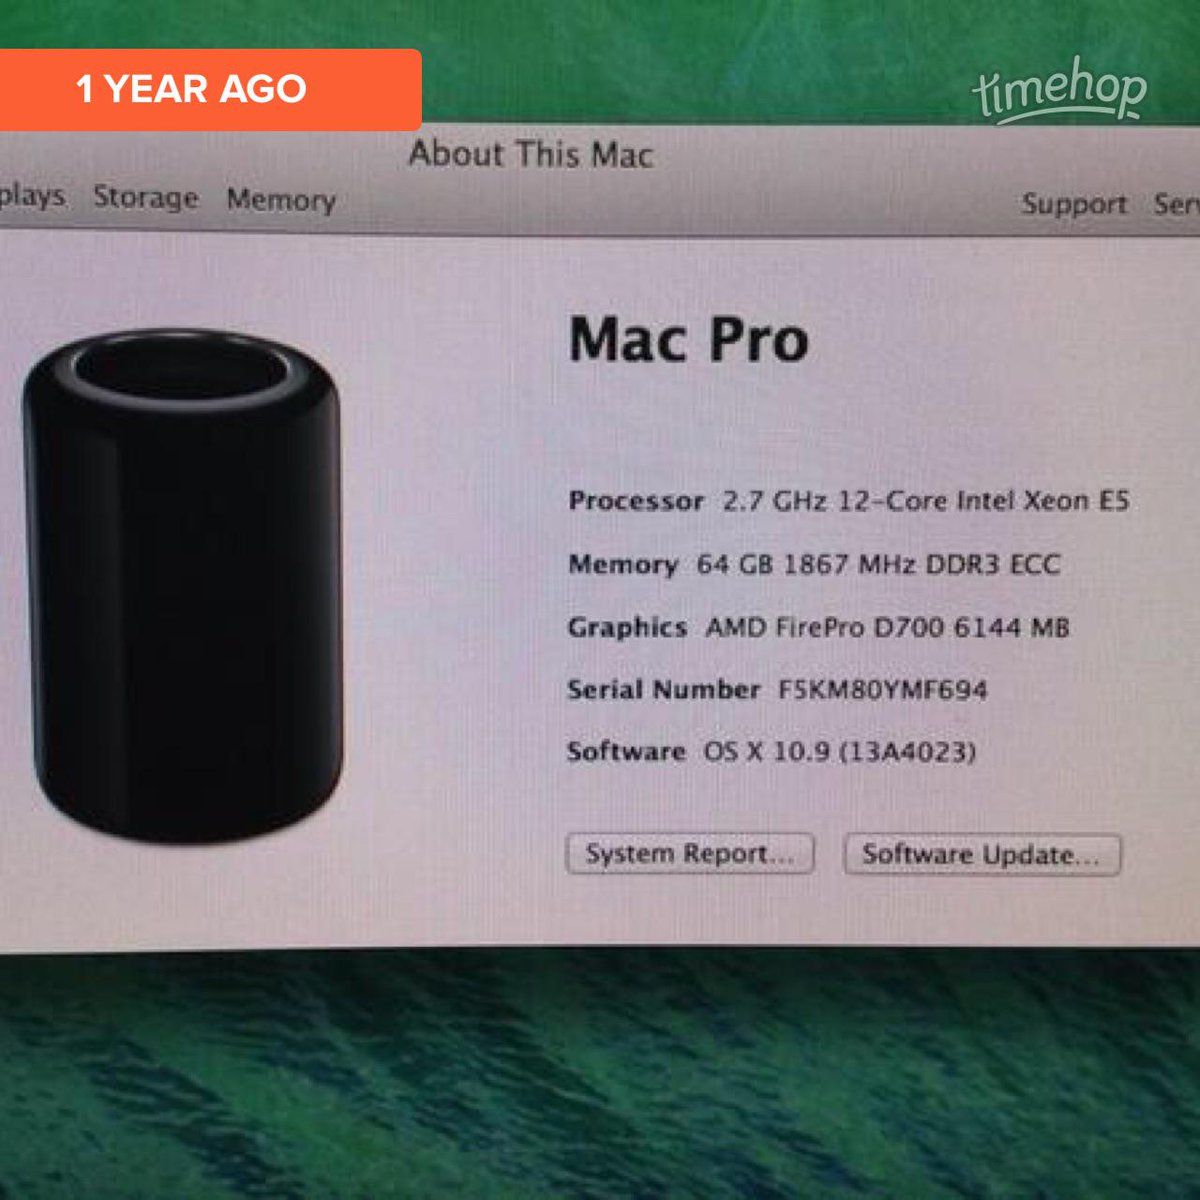 1 YEAR AGO
timehop
About This Mac
plays Storage Memory
Support Serv
Mac Pro
Processor 2.7 GHz 12-Core Intel Xeon E5
Memory 64 GB 1867 MHz DDR3 ECC
Graphics AMD FirePro D700 6144 MB
Serial Number F5KM80YMF694
Software OS X 10.9 (13A4023)
System Report... Software Update...